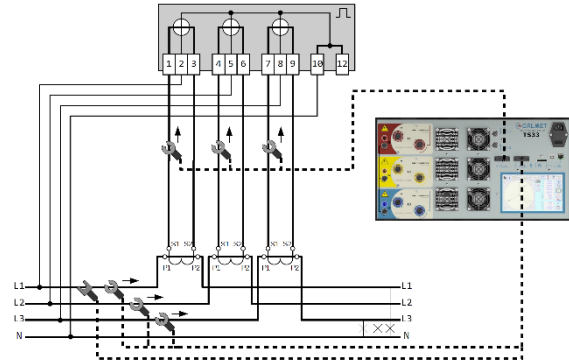 1 2 3 4 5 6 7 8 9 10 12
CALMET
TS33
S1 S2 S1 S2 S1 S2
P1 P2 P1 P2 P1 P2
L1 L1
L2 L2
L3 L3
N N